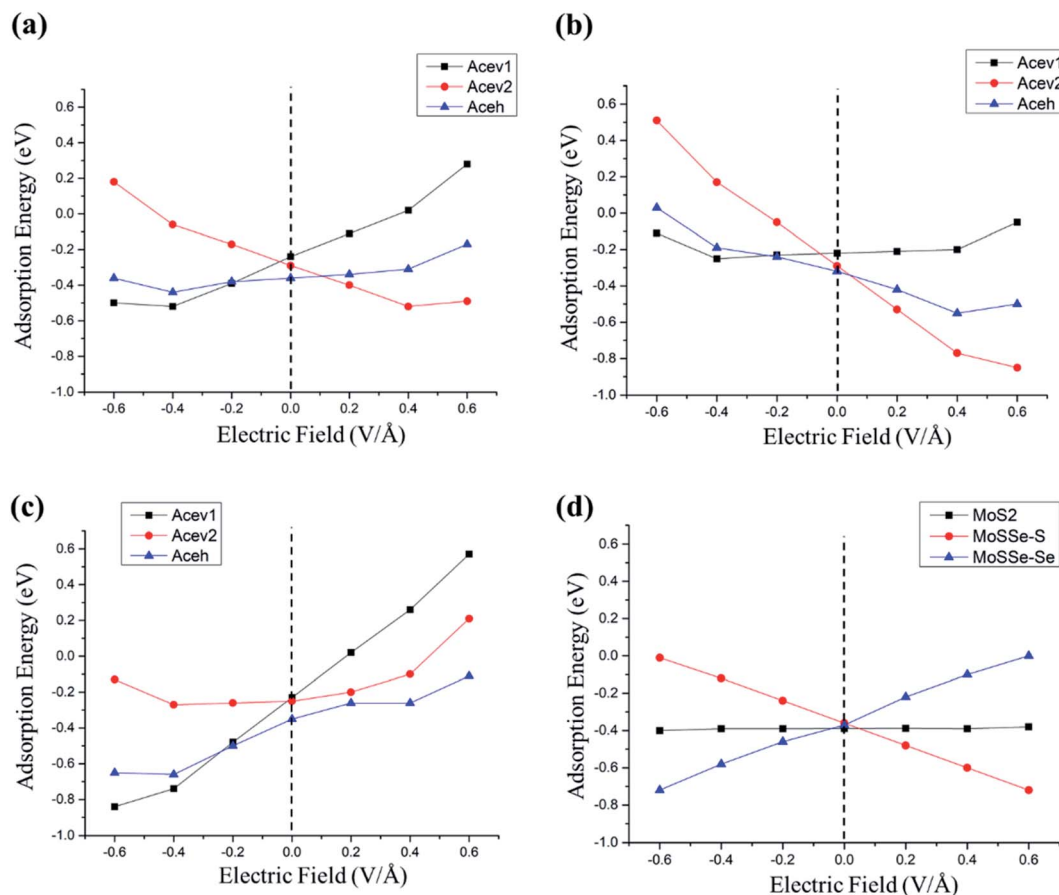 (a)
Acev1
Acev2
Aceh
Adsorption Energy (eV)
0.6
0.4
0.2
0.0
-0.2
-0.4
-0.6
-0.8
-1.0
-0.6 -0.4 -0.2 0.0 0.2 0.4 0.6
Electric Field (V/Å)
(b)
Acev1
Acev2
Aceh
Adsorption Energy (eV)
0.6
0.4
0.2
0.0
-0.2
-0.4
-0.6
-0.8
-1.0
-0.6 -0.4 -0.2 0.0 0.2 0.4 0.6
Electric Field (V/Å)
(c)
Acev1
Acev2
Aceh
Adsorption Energy (eV)
0.6
0.4
0.2
0.0
-0.2
-0.4
-0.6
-0.8
-1.0
-0.6 -0.4 -0.2 0.0 0.2 0.4 0.6
Electric Field (V/Å)
(d)
MoS2
MoSSe-S
MoSSe-Se
Adsorption Energy (eV)
0.6
0.4
0.2
0.0
-0.2
-0.4
-0.6
-0.8
-1.0
-0.6 -0.4 -0.2 0.0 0.2 0.4 0.6
Electric Field (V/Å)